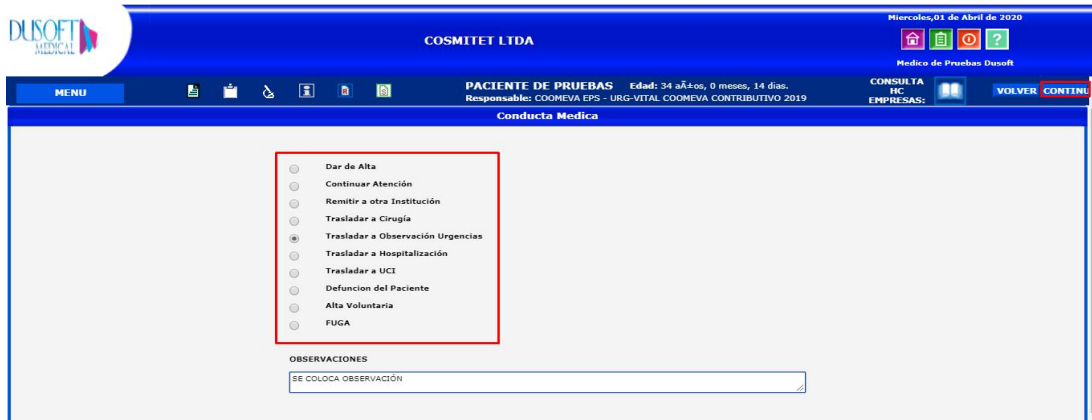 Miercoles,01 de Abril de 2020
DUSOFT
MEDICAL
COSMITET LTDA
?
Medico de Pruebas Dusoft
MENU
R
PACIENTE DE PRUEBAS Edad: 34 aÃ±os, 0 meses, 14 dias.
Responsable: COOMEVA EPS - URG-VITAL COOMEVA CONTRIBUTIVO 2019
CONSULTA
HC
EMPRESAS:
VOLVER CONTINU
Conducta Medica
Dar de Alta
Continuar Atención
Remitir a otra Institución
Trasladar a Cirugía
Trasladar a Observación Urgencias
Trasladar a Hospitalización
Trasladar a UCI
Defuncion del Paciente
Alta Voluntaria
FUGA
OBSERVACIONES
SE COLOCA OBSERVACIÓN